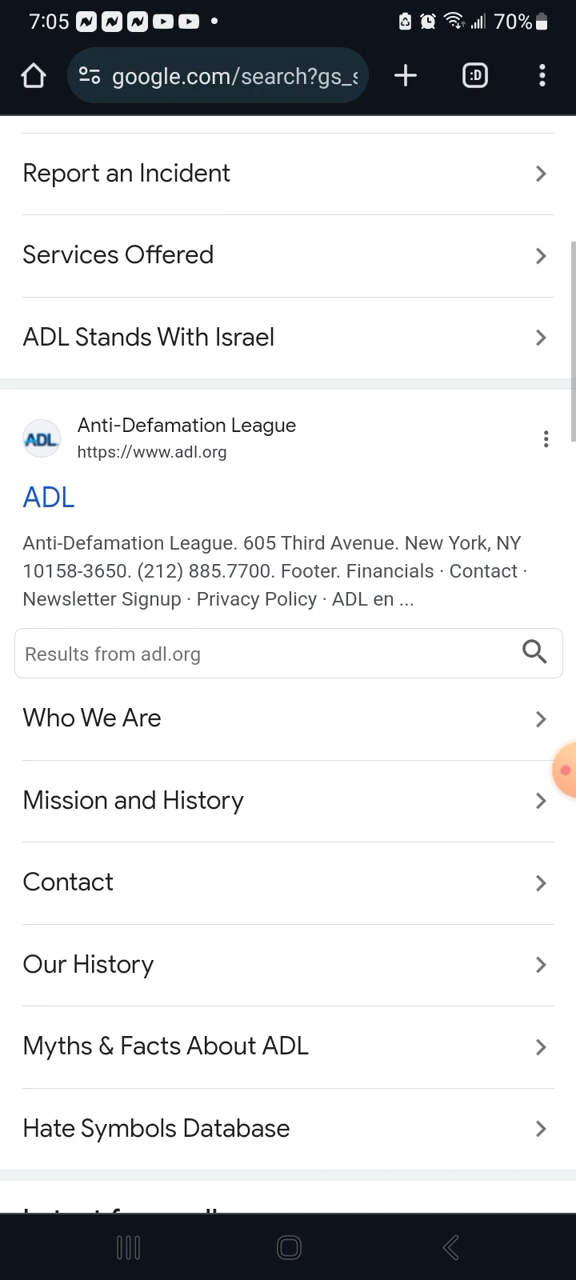 7:05
70%
google.com/search?gs_s
:D
Report an Incident
Services Offered
ADL Stands With Israel
ADL
Anti-Defamation League
https://www.adl.org
ADL
Anti-Defamation League. 605 Third Avenue. New York, NY
10158-3650. (212) 885.7700. Footer. Financials · Contact ·
Newsletter Signup · Privacy Policy · ADL en ...
Results from adl.org
Who We Are
Mission and History
Contact
Our History
Myths & Facts About ADL
Hate Symbols Database